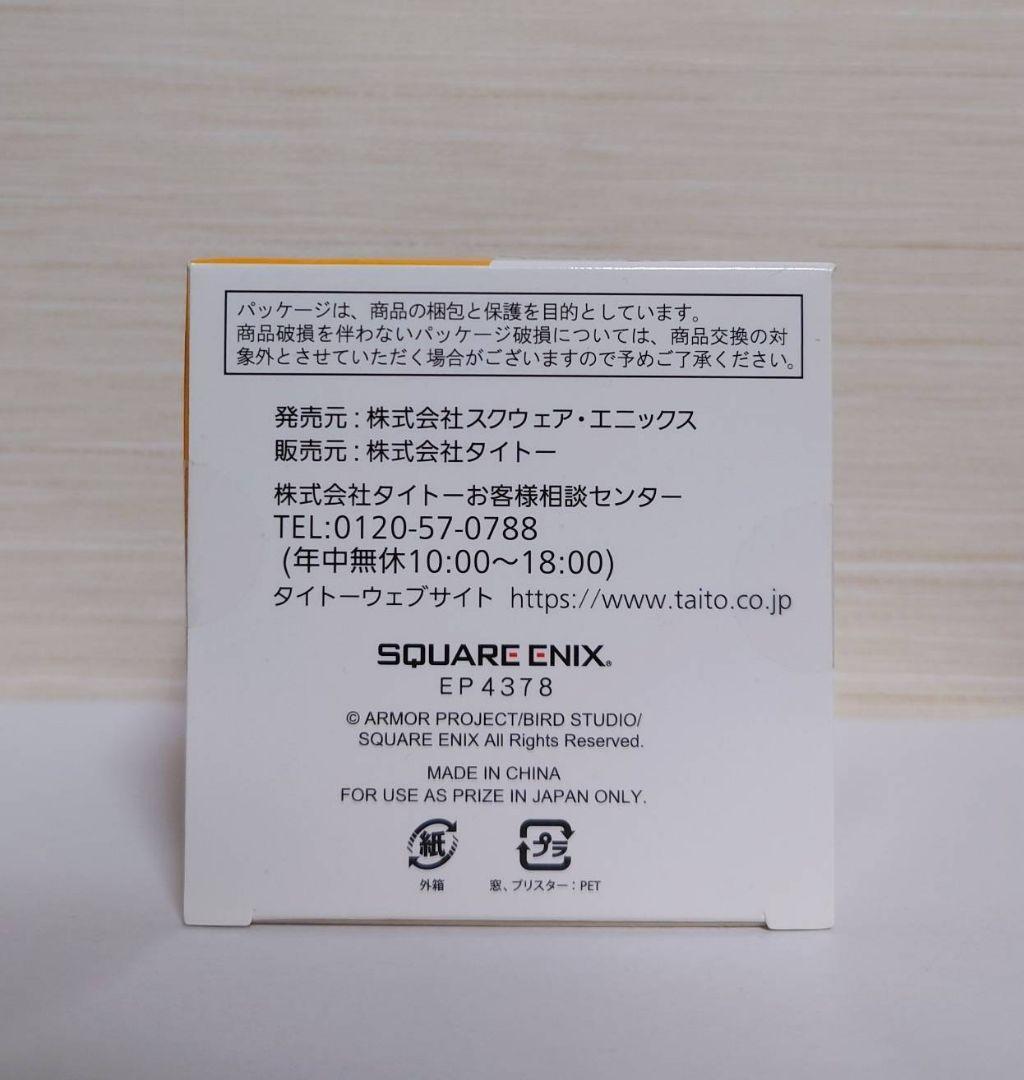 パッケージは、商品の梱包と保護を目的としています。
商品破損を伴わないパッケージ破損については、商品交換の対
象外とさせていただく場合がございますので予めご了承ください。
発売元:株式会社スクウェア・エニックス
販売元:株式会社タイトー
株式会社タイトーお客様相談センター
TEL:0120-57-0788
(年中無休10:00〜18:00)
タイトーウェブサイト https://www.taito.co.jp
SQUARE ENIX®
EP4378
© ARMOR PROJECT/BIRD STUDIO/
SQUARE ENIX All Rights Reserved.
MADE IN CHINA
FOR USE AS PRIZE IN JAPAN ONLY.
紙 プラ
外箱 窓、ブリスター:PET